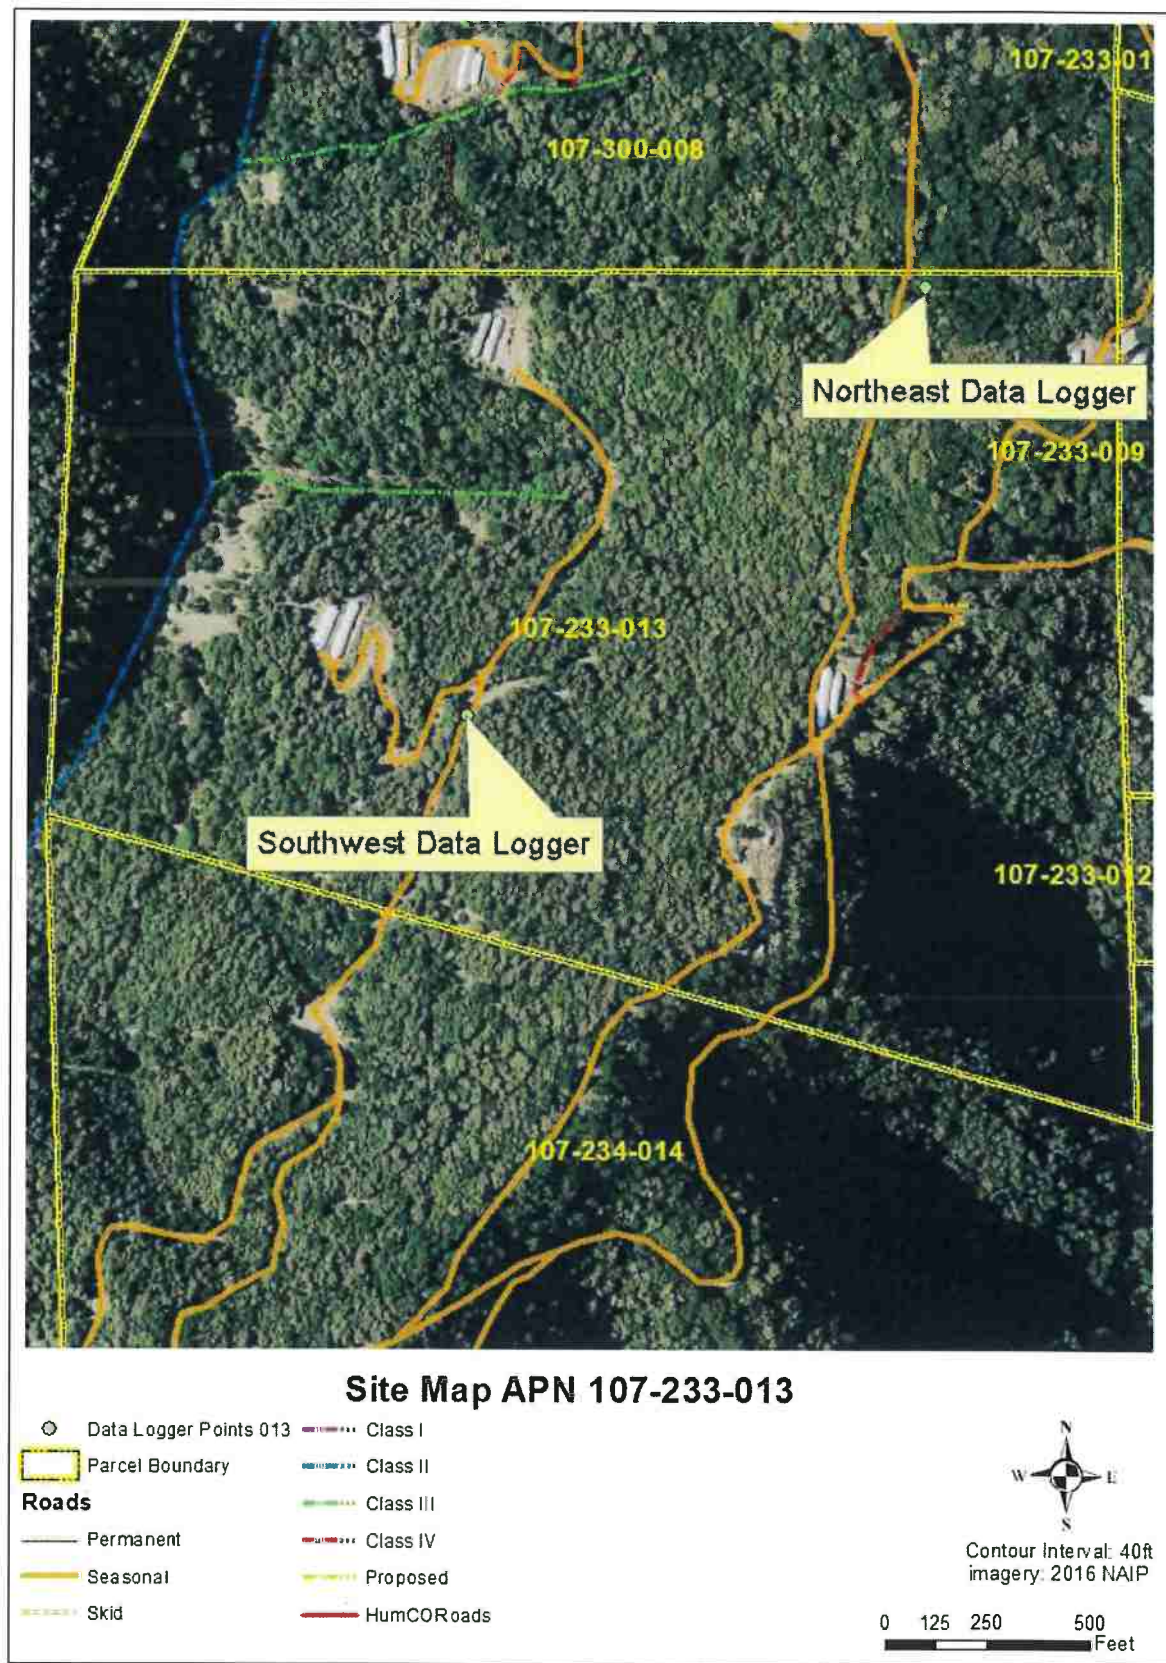 107-233-01
107-300-008
Northeast Data Logger
107-233-009
107-233-013
Southwest Data Logger
107-233-012
107-234-014
Site Map APN 107-233-013
Data Logger Points 013
Parcel Boundary
Roads
Permanent
Seasonal
Skid
Class I
Class II
Class III
Class IV
Proposed
HumCORoads
N
W E
S
Contour Interval: 40ft
imagery: 2016 NAIP
0 125 250 500
Feet